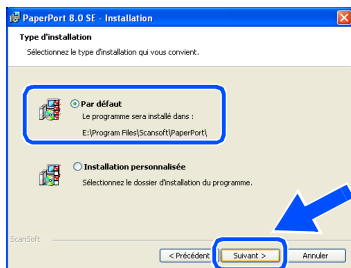 PaperPort 8.0 SE - Installation
Type d'installation
Sélectionnez le type d'installation qui vous convient.
Par défaut
Le programme sera installé dans :
E:\Program Files\Scansoft\PaperPort\
Installation personnalisée
Sélectionnez le dossier d'installation du programme.
ScanSoft
< Précédent
Suivant >
Annuler